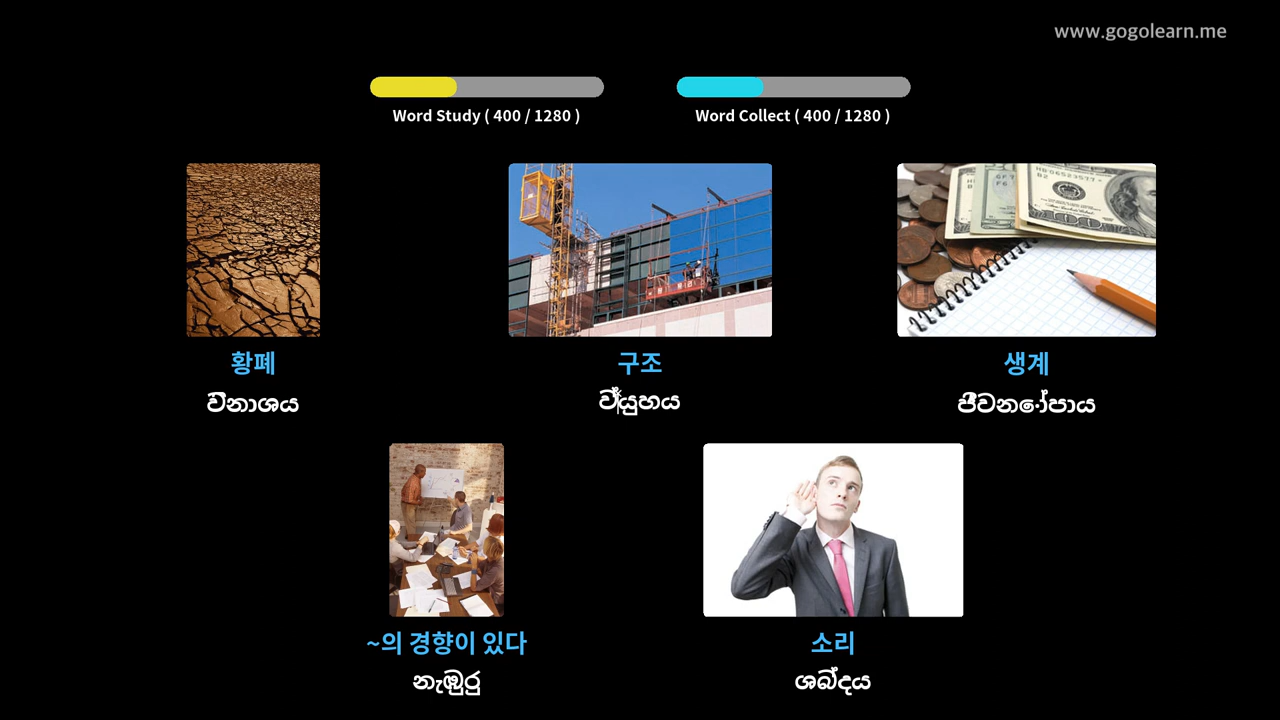 www.gogolearn.me
Word Study ( 400 / 1280 )
Word Collect ( 400 / 1280 )
황폐
විනාශය
구조
ව්යුහය
생계
ජීවනෝපාය
~의 경향이 있다
නැඹුරු
소리
ශබ්දය